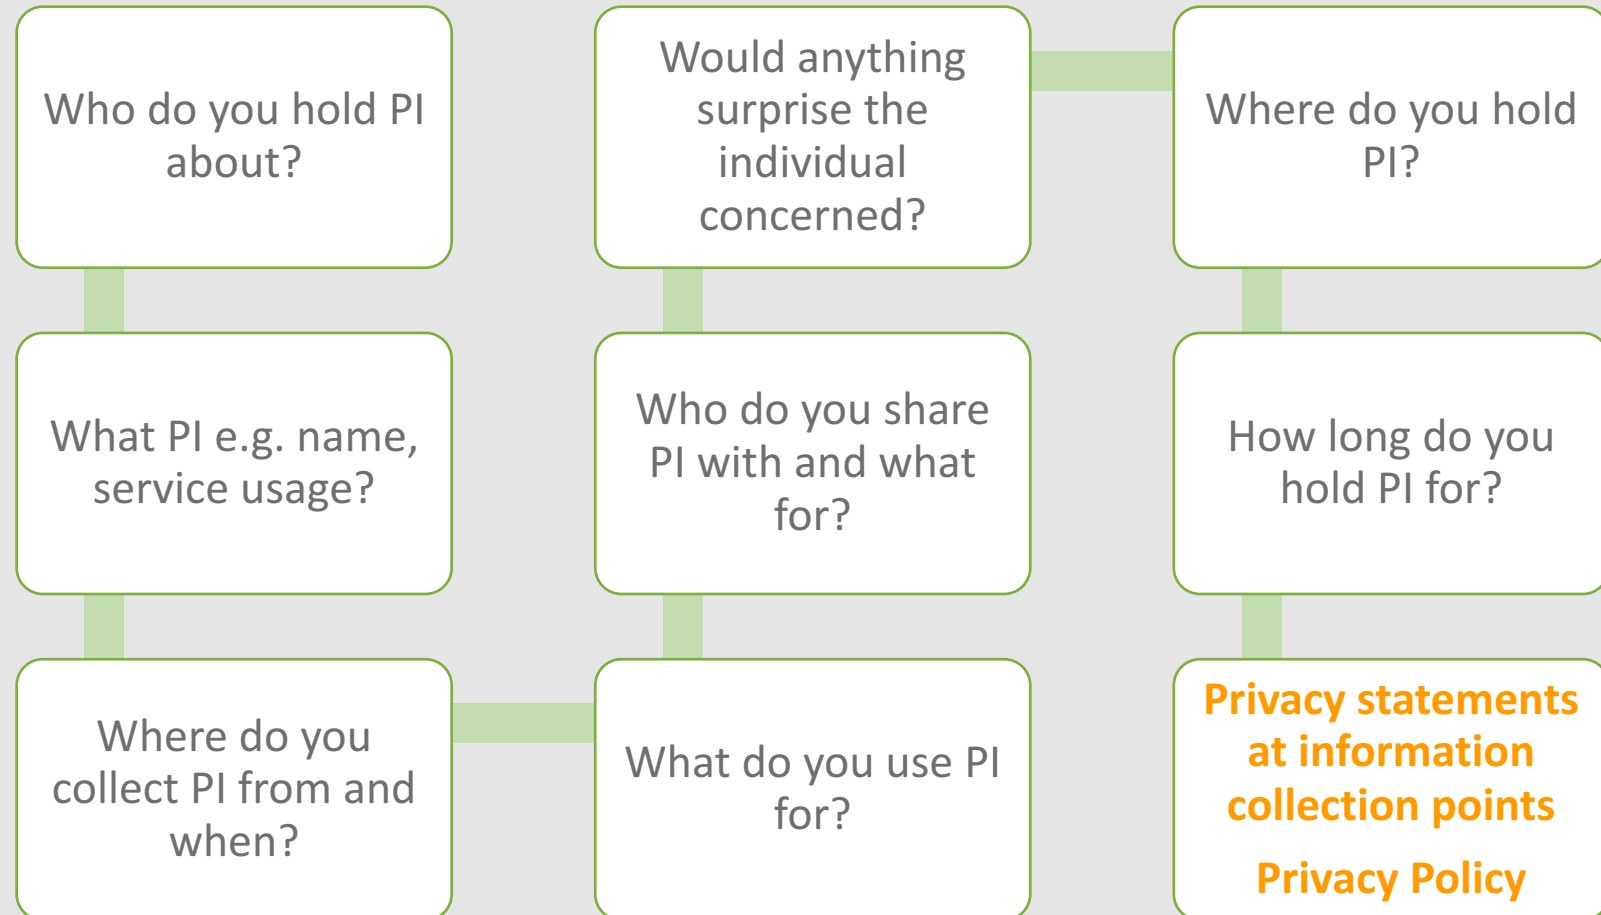 Who do you hold PI
about?
What PI e.g. name,
service usage?
Where do you
collect PI from and
when?
What do you use PI
for?
Who do you share
PI with and what
for?
Would anything
surprise the
individual
concerned?
Where do you hold
PI?
How long do you
hold PI for?
Privacy statements
at information
collection points
Privacy Policy